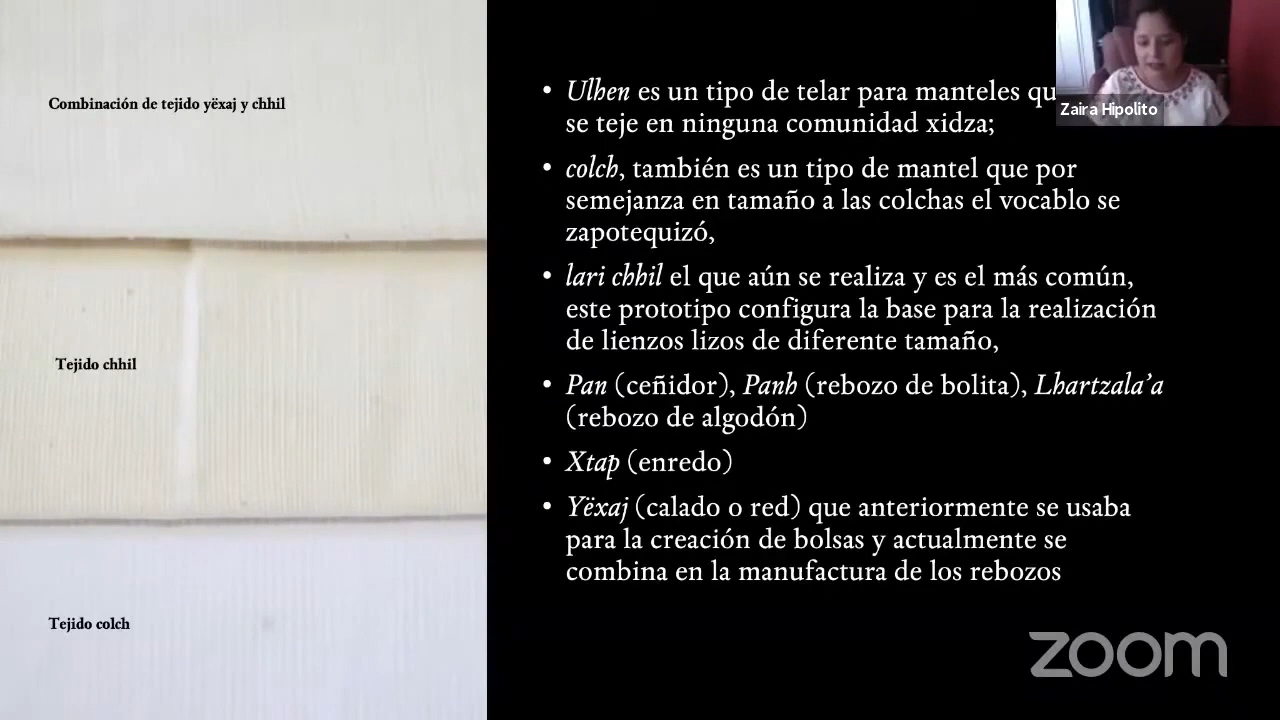 Combinación de tejido yëxaj y chhil
Tejido chhil
Tejido colch
• Ulhen es un tipo de telar para manteles
se teje en ninguna comunidad xidza;
• colch, también es un tipo de mantel que por
semejanza en tamaño a las colchas el vocablo se
zapotequizó,
• lari chhil el que aún se realiza y es el más común,
este prototipo configura la base para la realización
de lienzos lizos de diferente tamaño,
• Pan (ceñidor), Panh (rebozo de bolita), Lhartzala’a
(rebozo de algodón)
• Xtap (enredo)
• Yëxaj (calado o red) que anteriormente se usaba
para la creación de bolsas y actualmente se
combina en la manufactura de los rebozos
Zaira Hipolito
zoom